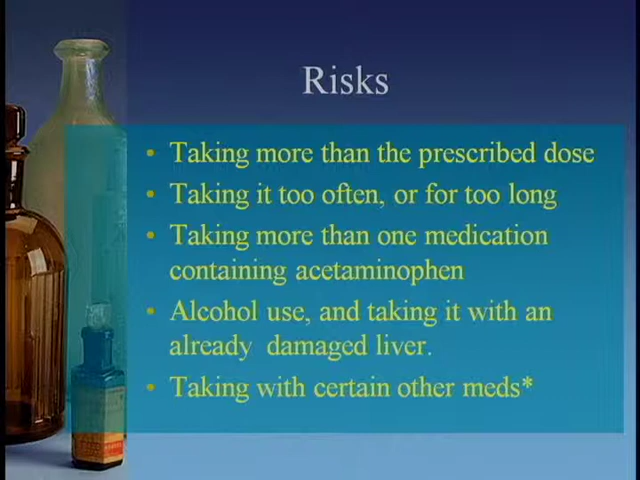 Risks
• Taking more than the prescribed dose
• Taking it too often, or for too long
• Taking more than one medication
containing acetaminophen
• Alcohol use, and taking it with an
already damaged liver.
• Taking with certain other meds*